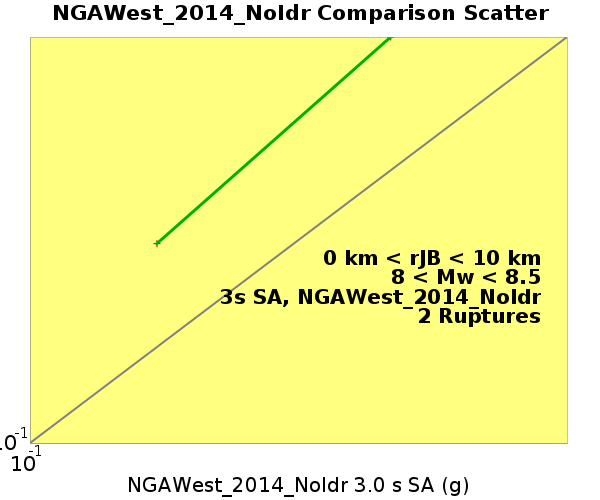 NGAWest_2014_NoIdr Comparison Scatter
0 km < rJB < 10 km
8 < Mw < 8.5
3s SA, NGAWest_2014_NoIdr
2 Ruptures
10^-1
10^-1
NGAWest_2014_NoIdr 3.0 s SA (g)